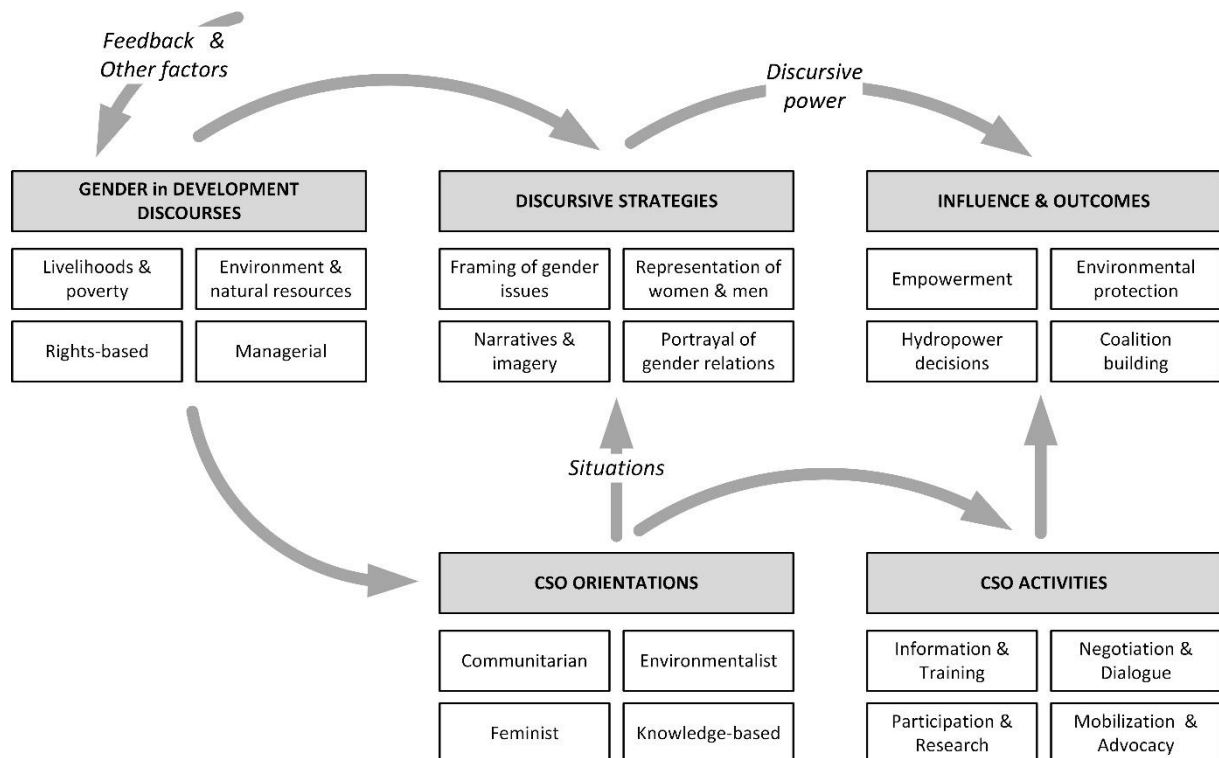 Feedback &
Other factors
Discursive
power
GENDER in DEVELOPMENT
DISCOURSES
Livelihoods &
poverty
Environment &
natural resources
Rights-based
Managerial
DISCURSIVE STRATEGIES
Framing of gender
issues
Representation of
women & men
Narratives &
imagery
Portrayal of
gender relations
INFLUENCE & OUTCOMES
Empowerment
Environmental
protection
Hydropower
decisions
Coalition
building
Situations
CSO ORIENTATIONS
Communitarian
Environmentalist
Feminist
Knowledge-based
CSO ACTIVITIES
Information &
Training
Negotiation &
Dialogue
Participation &
Research
Mobilization &
Advocacy